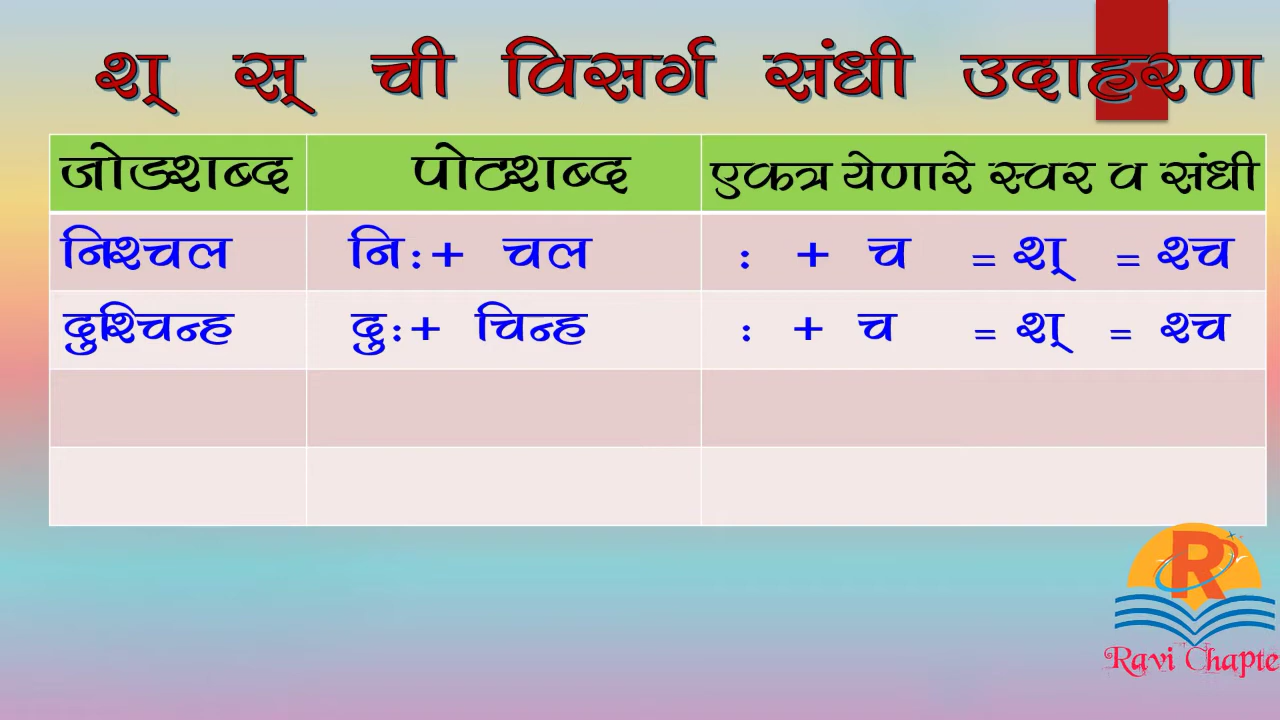 श् स् ची विसर्ग संधी उदाहरण
जोडशब्द पोटशब्द एकत्र येणारे स्वर व संधी
निश्चल नि:+ चल : + च = श् = श्च
दुश्चिन्ह दु:+ चिन्ह : + च = श् = श्च
R
Ravi Chapte